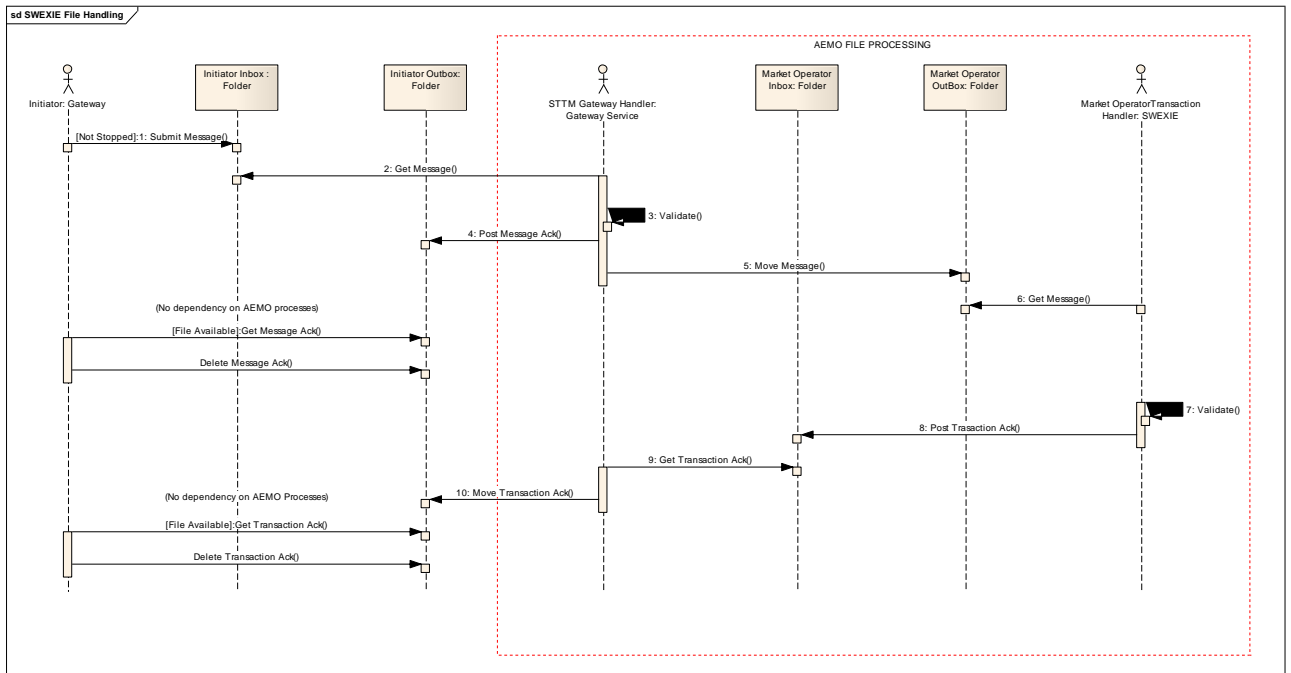 sd SWEXIE File Handling
AEMO FILE PROCESSING
Initiator: Gateway
Initiator Inbox :
Folder
Initiator Outbox:
Folder
STTM Gateway Handler:
Gateway Service
Market Operator
Inbox: Folder
Market Operator
OutBox: Folder
Market OperatorTransaction
Handler: SWEXIE
[Not Stopped]:1: Submit Message()
2: Get Message()
3: Validate()
4: Post Message Ack()
5: Move Message()
6: Get Message()
(No dependency on AEMO processes)
[File Available]:Get Message Ack()
Delete Message Ack()
7: Validate()
8: Post Trasaction Ack()
9: Get Transaction Ack()
10: Move Transaction Ack()
(No dependency on AEMO Processes)
[File Available]:Get Transaction Ack()
Delete Transaction Ack()